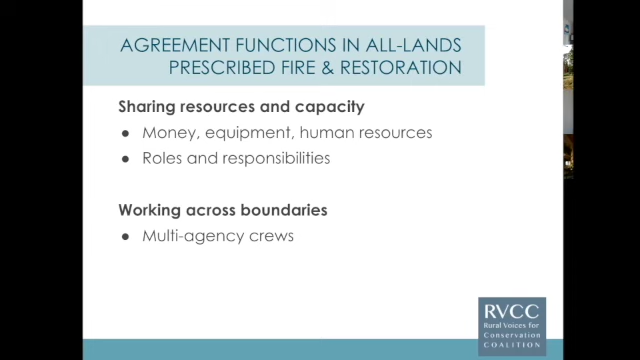 AGREEMENT FUNCTIONS IN ALL-LANDS
PRESCRIBED FIRE & RESTORATION
Sharing resources and capacity
● Money, equipment, human resources
● Roles and responsibilities
Working across boundaries
● Multi-agency crews
RVCC
Rural Voices for
Conservation
COALITION